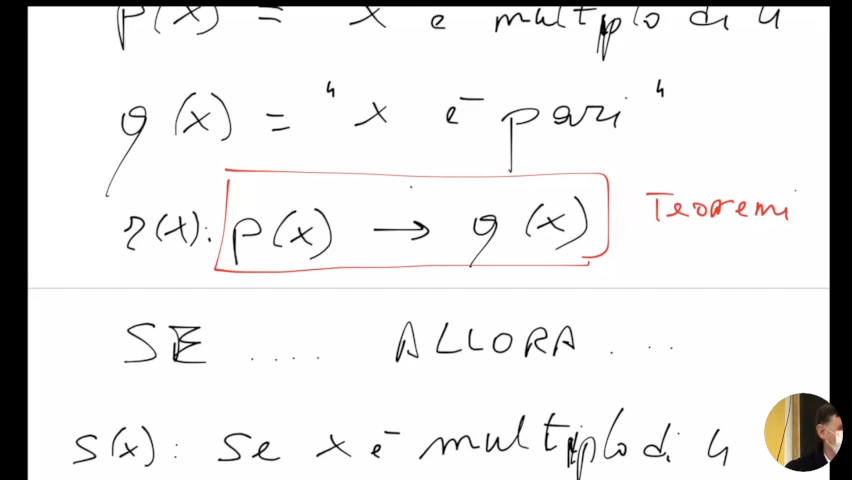 p(x) = x è multiplo di 4
q(x) = "x è pari"
r(x): p(x) → q(x) Teoremi
SE .... ALLORA ...
s(x): Se x è multiplo di 4